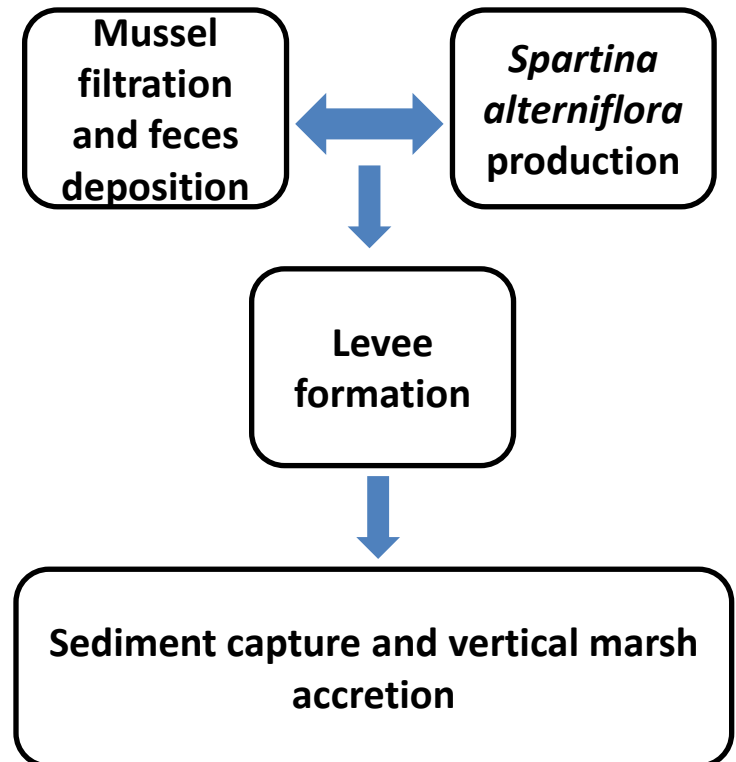 Mussel
filtration
and feces
deposition
Spartina
alterniflora
production
Levee
formation
Sediment capture and vertical marsh
accretion